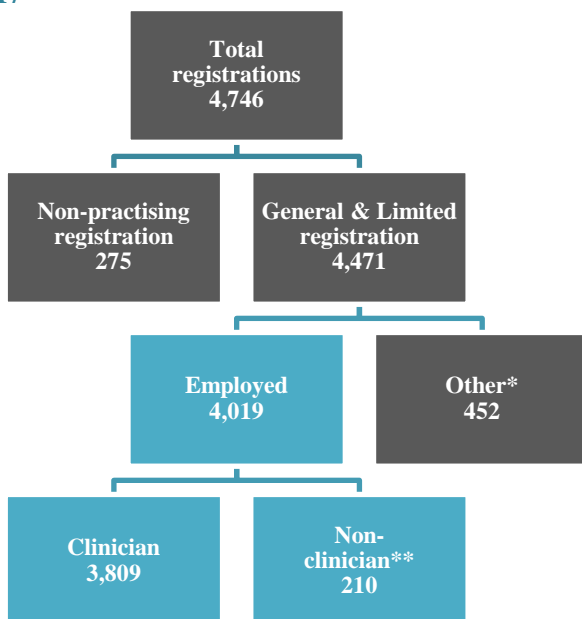 Total
registrations
4,746
Non-practising
registration
275
General & Limited
registration
4,471
Employed
4,019
Other*
452
Clinician
3,809
Non-
clinician**
210